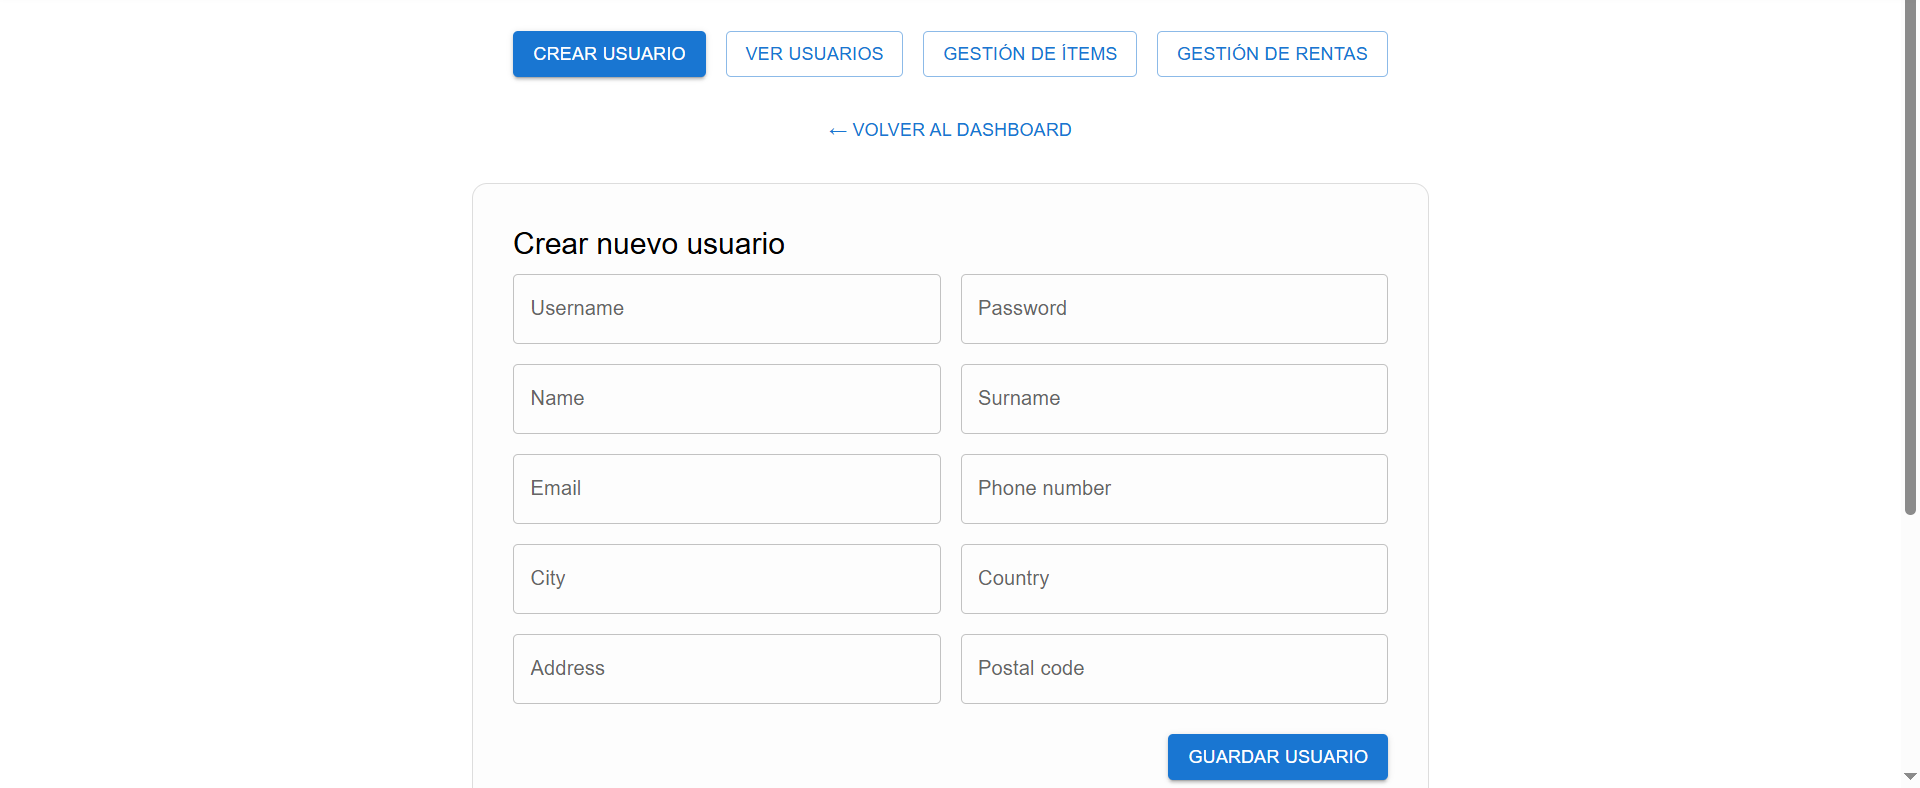 CREAR USUARIO VER USUARIOS GESTIÓN DE ÍTEMS GESTIÓN DE RENTAS
← VOLVER AL DASHBOARD
Crear nuevo usuario
Username Password
Name Surname
Email Phone number
City Country
Address Postal code
GUARDAR USUARIO